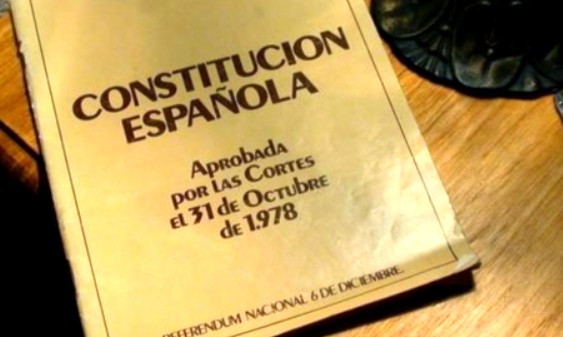 CONSTITUCION
ESPAÑOLA
Aprobada
por las Cortes
el 31 de Octubre
de 1.978
REFERENDUM NACIONAL 6 DE DICIEMBRE.